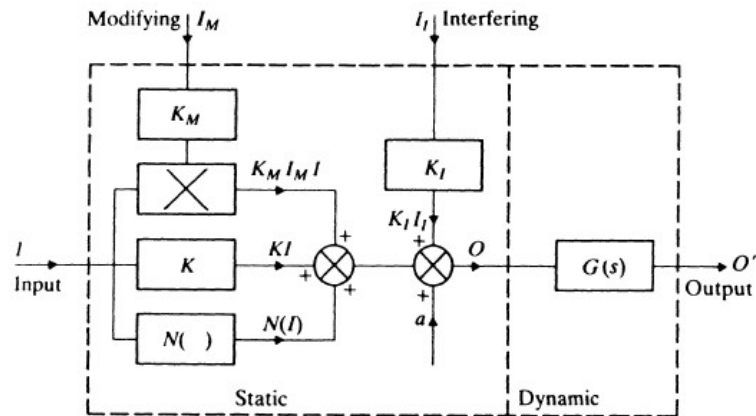 Modifying I_M
I_I Interfering
K_M
K_I
K_M I_M I
K_I I_I
I
Input
K
KI
O
G(s)
O′
Output
N( )
N(I)
a
Static
Dynamic
+
+
+
+
+